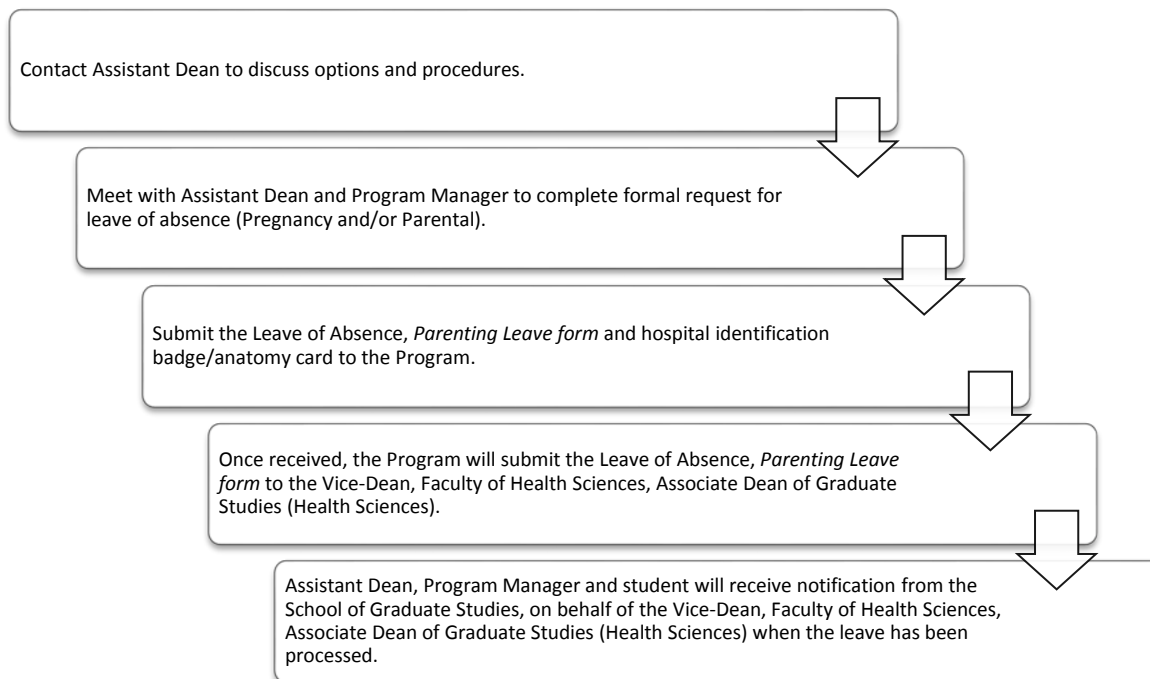 Contact Assistant Dean to discuss options and procedures.
Meet with Assistant Dean and Program Manager to complete formal request for
leave of absence (Pregnancy and/or Parental).
Submit the Leave of Absence, Parenting Leave form and hospital identification
badge/anatomy card to the Program.
Once received, the Program will submit the Leave of Absence, Parenting Leave
form to the Vice-Dean, Faculty of Health Sciences, Associate Dean of Graduate
Studies (Health Sciences).
Assistant Dean, Program Manager and student will receive notification from the
School of Graduate Studies, on behalf of the Vice-Dean, Faculty of Health Sciences,
Associate Dean of Graduate Studies (Health Sciences) when the leave has been
processed.